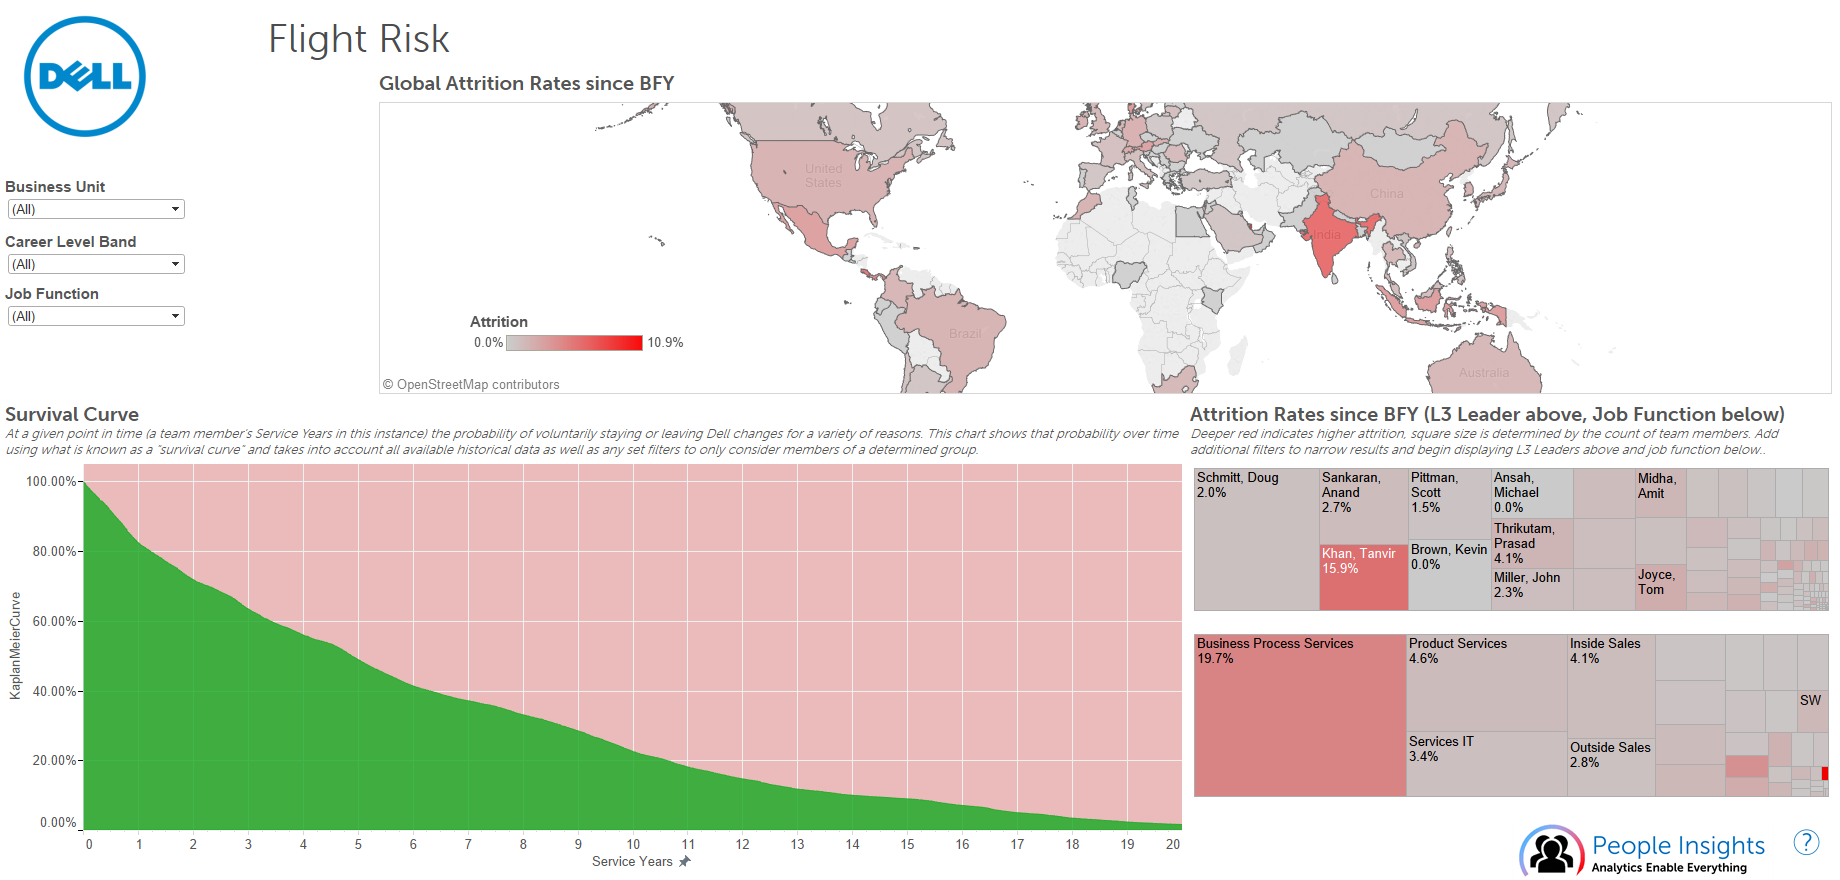 DELL
Flight Risk
Global Attrition Rates since BFY
United
States
China
India
Brazil
Australia
Attrition
0.0%
10.9%
© OpenStreetMap contributors
Business Unit
(All)
Career Level Band
(All)
Job Function
(All)
Survival Curve
At a given point in time (a team member's Service Years in this instance) the probability of voluntarily staying or leaving Dell changes for a variety of reasons. This chart shows that probability over time
using what is known as a "survival curve" and takes into account all available historical data as well as any set filters to only consider members of a determined group.
KaplanMeierCurve
100.00%
80.00%
60.00%
40.00%
20.00%
0.00%
0 1 2 3 4 5 6 7 8 9 10 11 12 13 14 15 16 17 18 19 20
Service Years
Attrition Rates since BFY (L3 Leader above, Job Function below)
Deeper red indicates higher attrition, square size is determined by the count of team members. Add
additional filters to narrow results and begin displaying L3 Leaders above and job function below..
Schmitt, Doug
2.0%
Sankaran,
Anand
2.7%
Khan, Tanvir
15.9%
Pittman,
Scott
1.5%
Brown, Kevin
0.0%
Ansah,
Michael
0.0%
Thrikutam,
Prasad
4.1%
Miller, John
2.3%
Midha,
Amit
Joyce,
Tom
Business Process Services
19.7%
Product Services
4.6%
Services IT
3.4%
Inside Sales
4.1%
Outside Sales
2.8%
SW
People Insights
Analytics Enable Everything
?